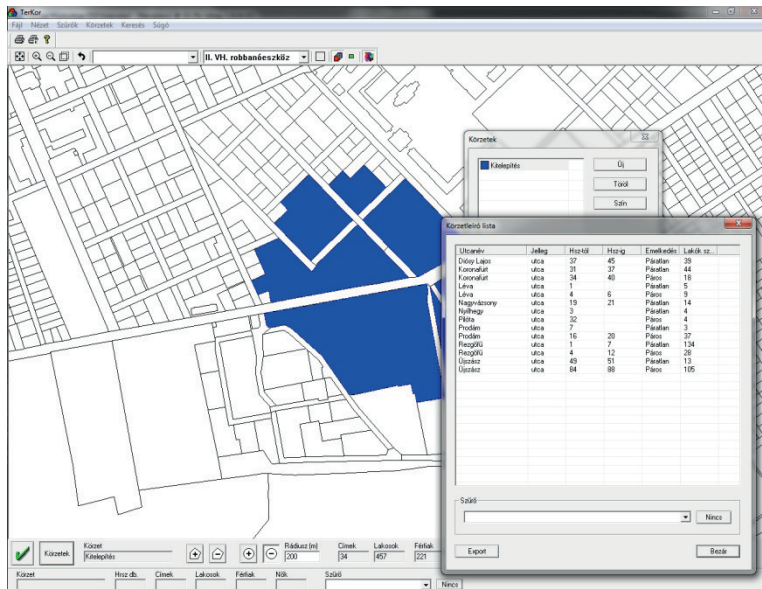 TerKor
Fájl Nézet Szűrők Körzetek Keresés Súgó
II. VH. robbanóeszköz
Körzetek
Kitelepítés
Új
Töröl
Szín
Körzetleíró lista
Utcanév Jelleg Hsz-tól Hsz-ig Emelkedés Lakók sz...
Diósy Lajos utca 37 45 Páratlan 39
Koronafürt utca 31 37 Páratlan 44
Koronafürt utca 34 40 Páros 18
Léva utca 1 Páratlan 5
Léva utca 4 6 Páros 9
Nagyvázsony utca 19 21 Páratlan 14
Nyílhegy utca 3 Páratlan 4
Pilóta utca 32 Páros 4
Prodám utca 7 Páratlan 3
Prodám utca 16 20 Páros 37
Rezgőfű utca 1 7 Páratlan 134
Rezgőfű utca 4 12 Páros 28
Újszász utca 49 51 Páratlan 13
Újszász utca 84 88 Páros 105
Szűrő
Nincs
Export Bezár
Körzetek
Körzet Rádiusz (m) Címek Lakosok Férfiak
Kitelepítés 200 34 457 221
Körzet Hrsz db. Címek Lakosok Férfiak Nők Szűrő
Nincs